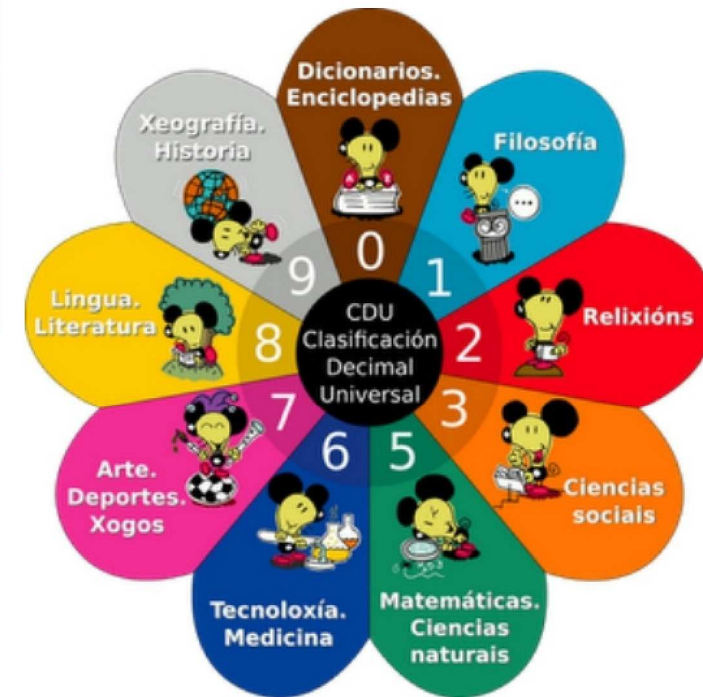 Dicionarios.
Enciclopedias
0
Filosofía
1
Relixións
2
Ciencias
sociais
3
Matemáticas.
Ciencias
naturais
5
Tecnoloxía.
Medicina
6
Arte.
Deportes.
Xogos
7
Lingua.
Literatura
8
Xeografía.
Historia
9
CDU
Clasificación
Decimal
Universal